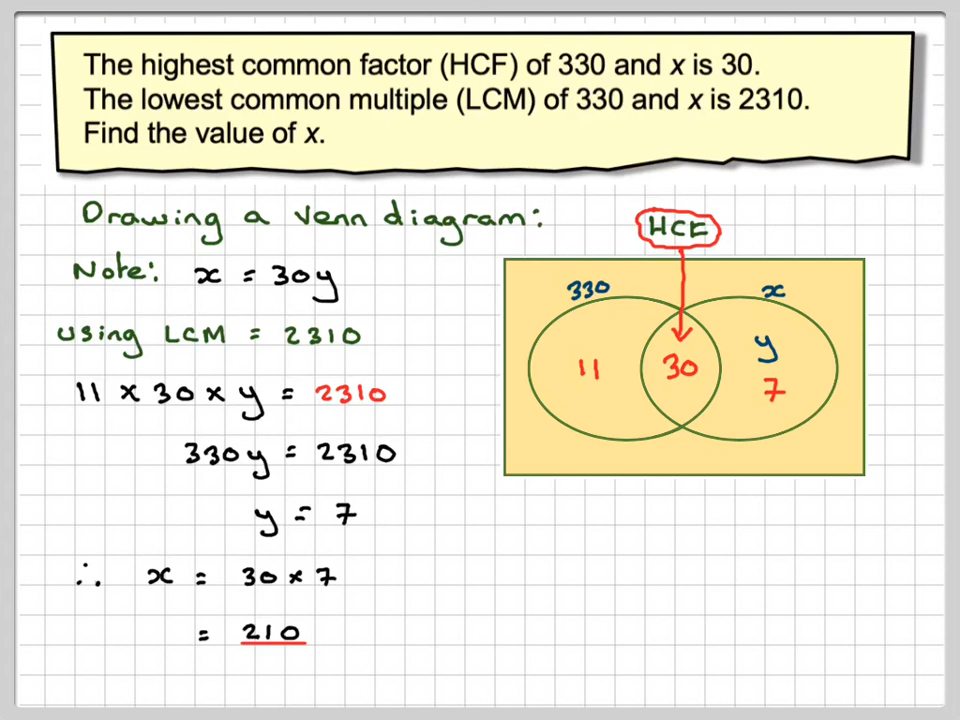 The highest common factor (HCF) of 330 and x is 30.
The lowest common multiple (LCM) of 330 and x is 2310.
Find the value of x.
Drawing a Venn diagram:
Note: x = 30y
using LCM = 2310
11 × 30 × y = 2310
330y = 2310
y = 7
∴ x = 30 × 7
= 210
HCF
330
x
11
30
y
7